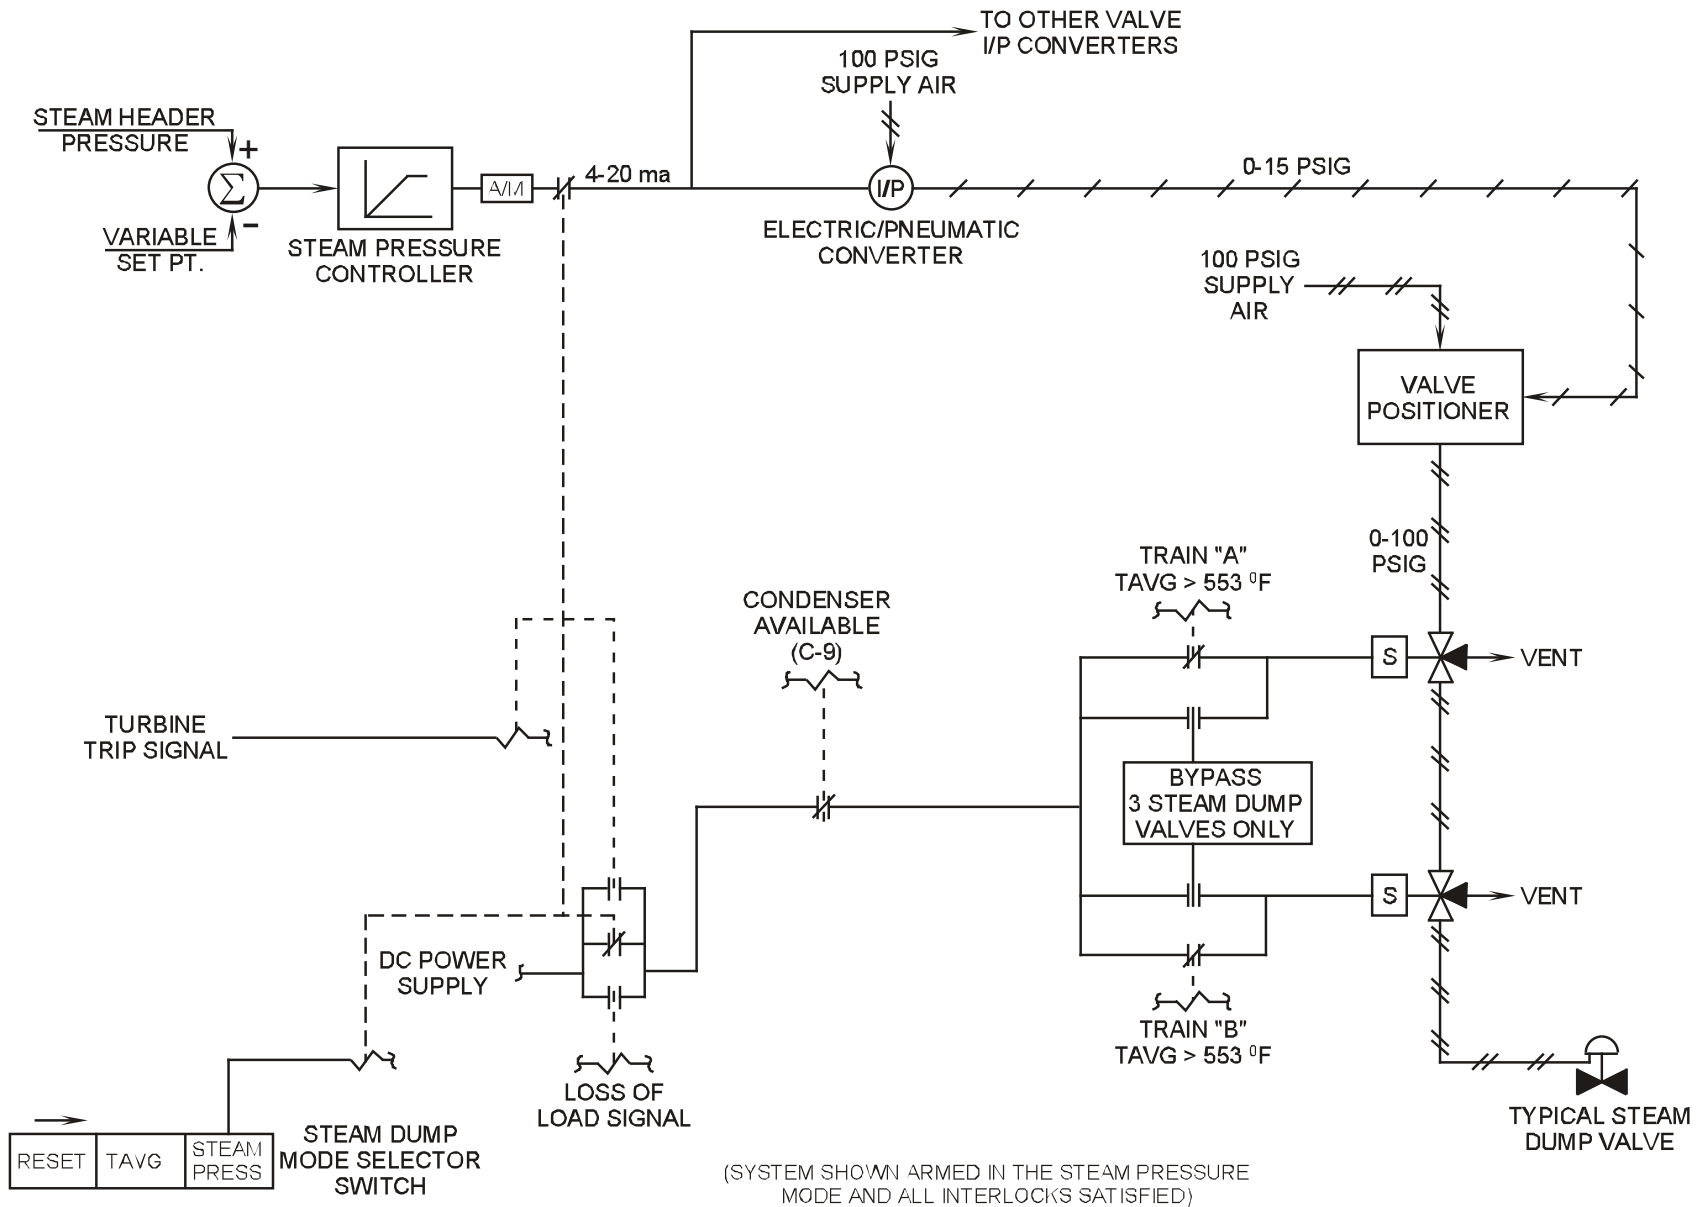 TO OTHER VALVE
I/P CONVERTERS
100 PSIG
SUPPLY AIR
STEAM HEADER
PRESSURE
+
Σ
-
VARIABLE
SET PT.
STEAM PRESSURE
CONTROLLER
A/M
4-20 ma
I/P
ELECTRIC/PNEUMATIC
CONVERTER
0-15 PSIG
100 PSIG
SUPPLY
AIR
VALVE
POSITIONER
0-100
PSIG
TRAIN "A"
TAVG > 553 ⁰F
CONDENSER
AVAILABLE
(C-9)
S
VENT
TURBINE
TRIP SIGNAL
BYPASS
3 STEAM DUMP
VALVES ONLY
S
VENT
DC POWER
SUPPLY
TRAIN "B"
TAVG > 553 ⁰F
LOSS OF
LOAD SIGNAL
RESET
TAVG
STEAM
PRESS
STEAM DUMP
MODE SELECTOR
SWITCH
TYPICAL STEAM
DUMP VALVE
(SYSTEM SHOWN ARMED IN THE STEAM PRESSURE
MODE AND ALL INTERLOCKS SATISFIED)